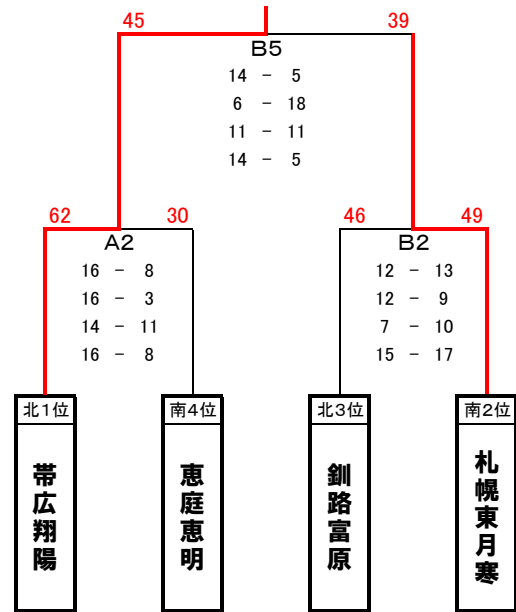 45 39
B5
14 - 5
6 - 18
11 - 11
14 - 5
62 30 46 49
A2 B2
16 - 8 12 - 13
16 - 3 12 - 9
14 - 11 7 - 10
16 - 8 15 - 17
北1位 南4位 北3位 南2位
帯広翔陽
恵庭恵明
釧路富原
札幌東月寒